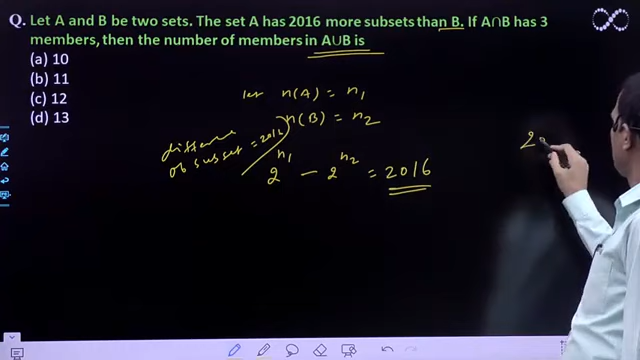 Q. Let A and B be two sets. The set A has 2016 more subsets than B. If A∩B has 3
members, then the number of members in A∪B is
(a) 10
(b) 11
(c) 12
(d) 13
let n(A) = n₁
n(B) = n₂
difference
of subset = 2016
2^n₁ − 2^n₂ = 2016
2